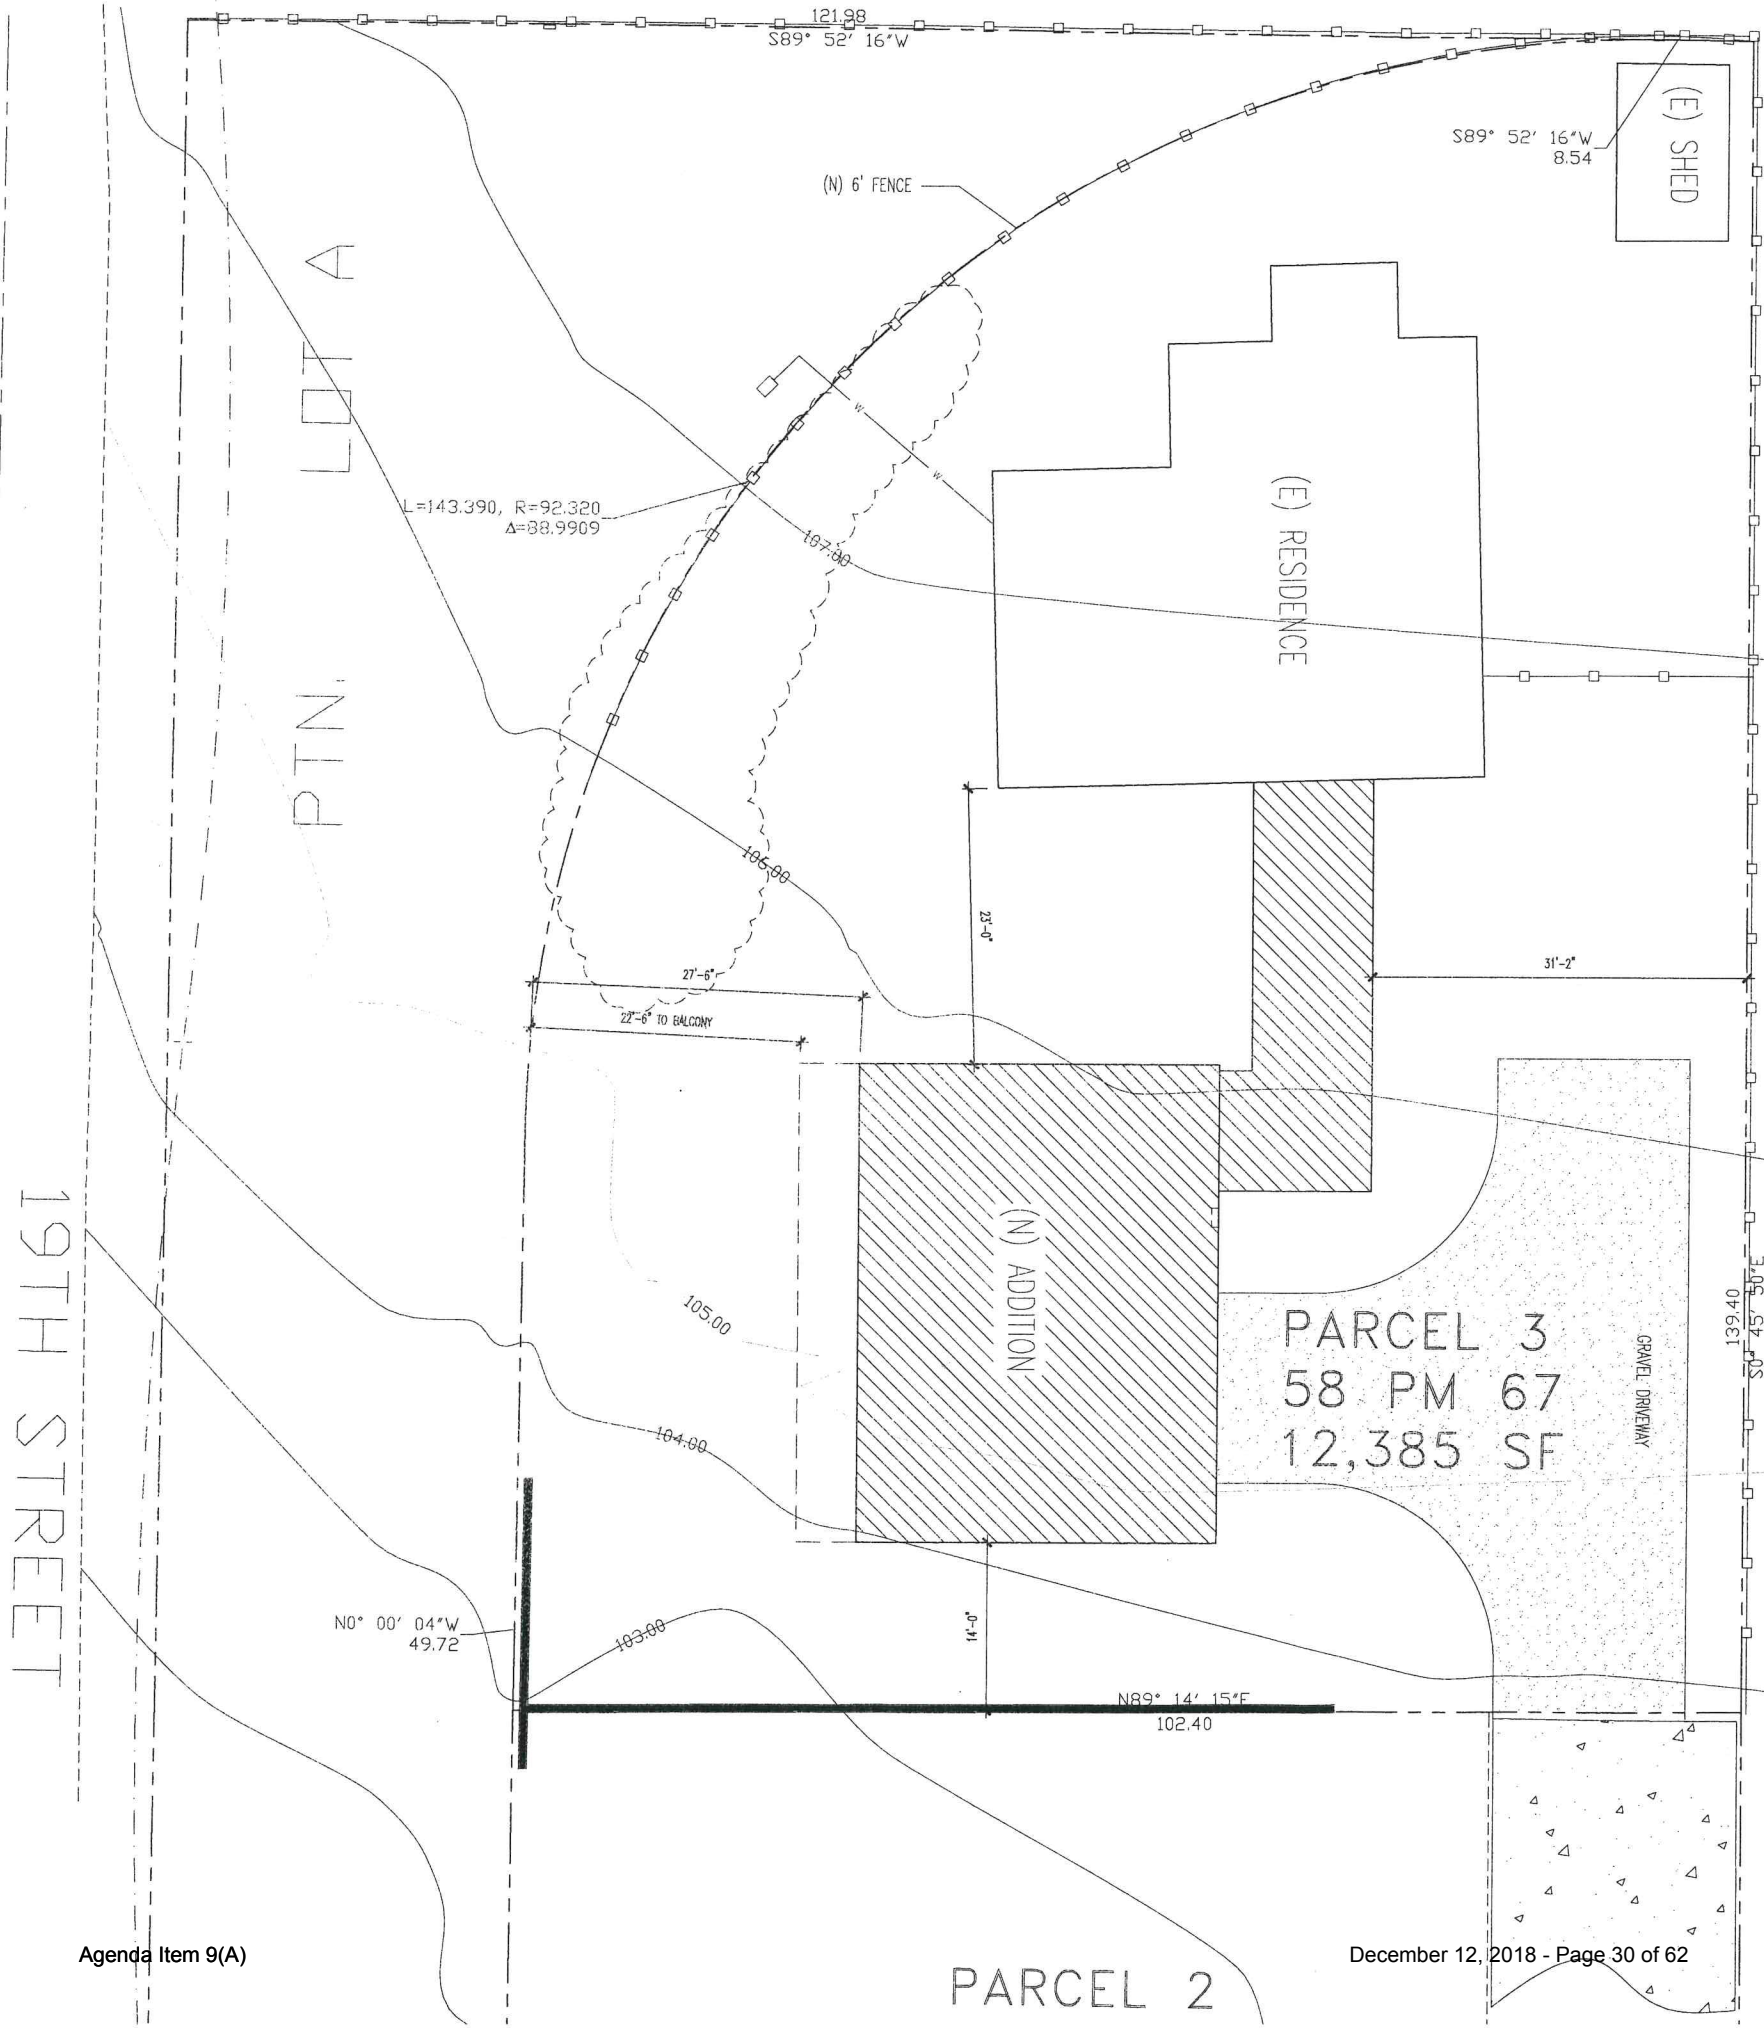 121.98
S89° 52' 16"W
(E) SHED
S89° 52' 16"W
8.54
(N) 6' FENCE
PTN. LOT A
W
W
L=143.390, R=92.320
Δ=88.9909
(E) RESIDENCE
107.00
106.00
23'-0"
31'-2"
27'-6"
22'-6" TO BALCONY
(N) ADDITION
105.00
PARCEL 3
58 PM 67
12,385 SF
GRAVEL DRIVEWAY
139.40
S0° 45' 50"E
19TH STREET
104.00
N0° 00' 04"W
49.72
103.00
14'-0"
N89° 14' 15"E
102.40
Agenda Item 9(A)
December 12, 2018 - Page 30 of 62
PARCEL 2